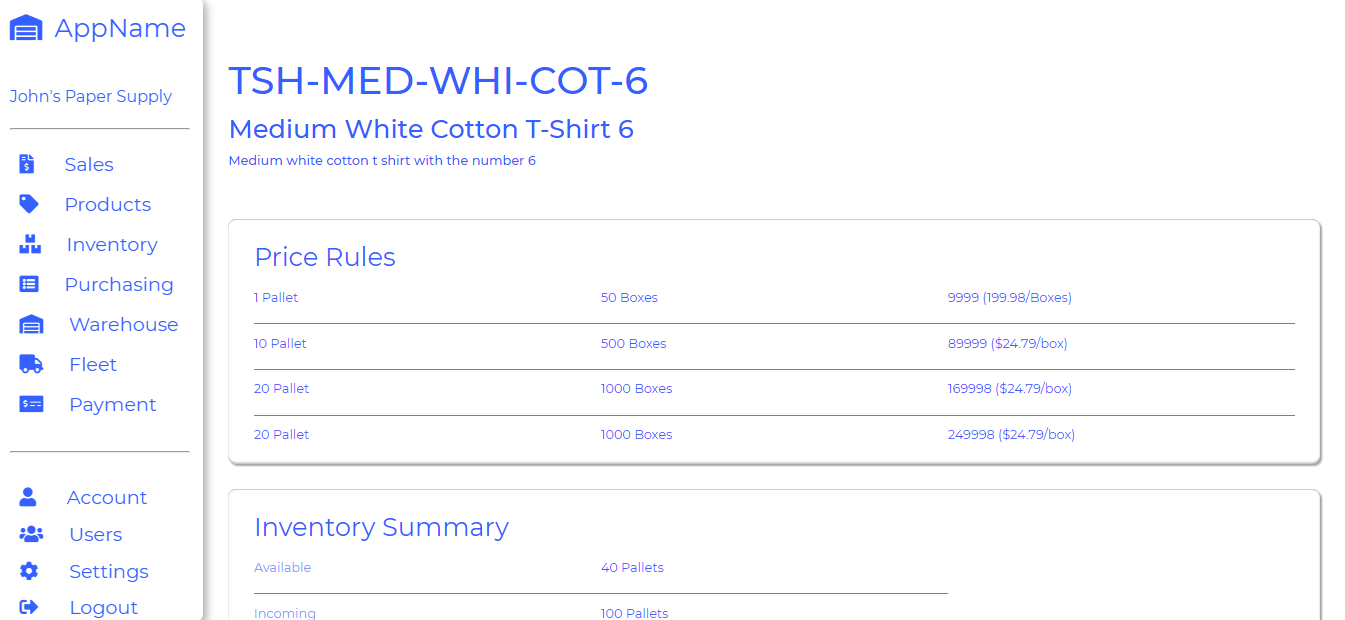 AppName
John's Paper Supply
Sales
Products
Inventory
Purchasing
Warehouse
Fleet
Payment
Account
Users
Settings
Logout
TSH-MED-WHI-COT-6
Medium White Cotton T-Shirt 6
Medium white cotton t shirt with the number 6
Price Rules
1 Pallet 50 Boxes 9999 (199.98/Boxes)
10 Pallet 500 Boxes 89999 ($24.79/box)
20 Pallet 1000 Boxes 169998 ($24.79/box)
20 Pallet 1000 Boxes 249998 ($24.79/box)
Inventory Summary
Available 40 Pallets
Incoming 100 Pallets